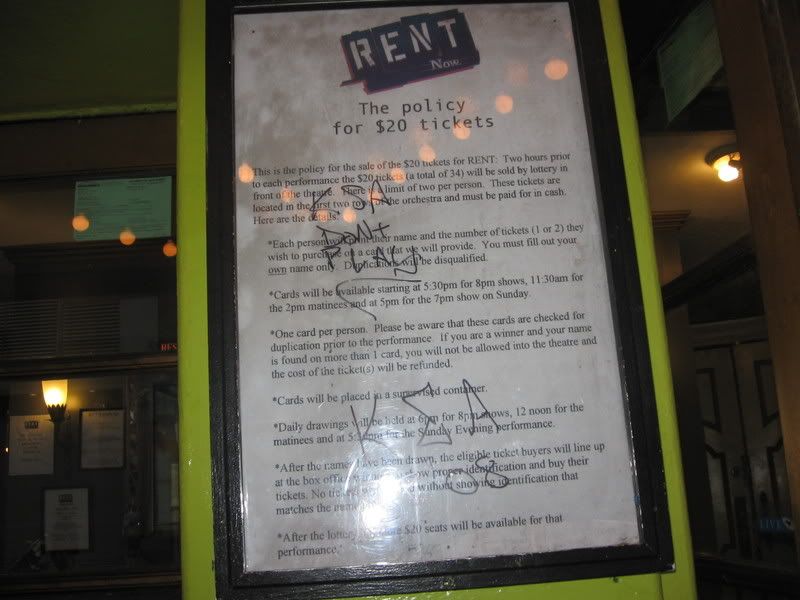 RENT
Now
The policy
for $20 tickets
This is the policy for the sale of the $20 tickets for RENT: Two hours prior
to each performance the $20 tickets (a total of 34) will be sold by lottery in
front of the theatre. There limit of two per person. These tickets are
located in the first two rows of the orchestra and must be paid for in cash.
Here are the details.
*Each person will print their name and the number of tickets (1 or 2) they
wish to purchase on a card that we will provide. You must fill out your
own name only. Duplications will be disqualified.
*Cards will be available starting at 5:30pm for 8pm shows, 11:30am for
the 2pm matinees and at 5pm for the 7pm show on Sunday.
*One card per person. Please be aware that these cards are checked for
duplication prior to the performance. If you are a winner and your name
is found on more than 1 card, you will not be allowed into the theatre and
the cost of the ticket(s) will be refunded.
*Cards will be placed in a supervised container.
*Daily drawings will be held at 6pm for 8pm shows, 12 noon for the
matinees and at 5:30pm for the Sunday Evening performance.
*After the names have been drawn, the eligible ticket buyers will line up
at the box office proper identification and buy their
tickets. No without showing identification that
matches the name
*After the lottery $20 seats will be available for that
performance.
KSA
DONT
PLAY
KSA
RENT
RENT
LIVE